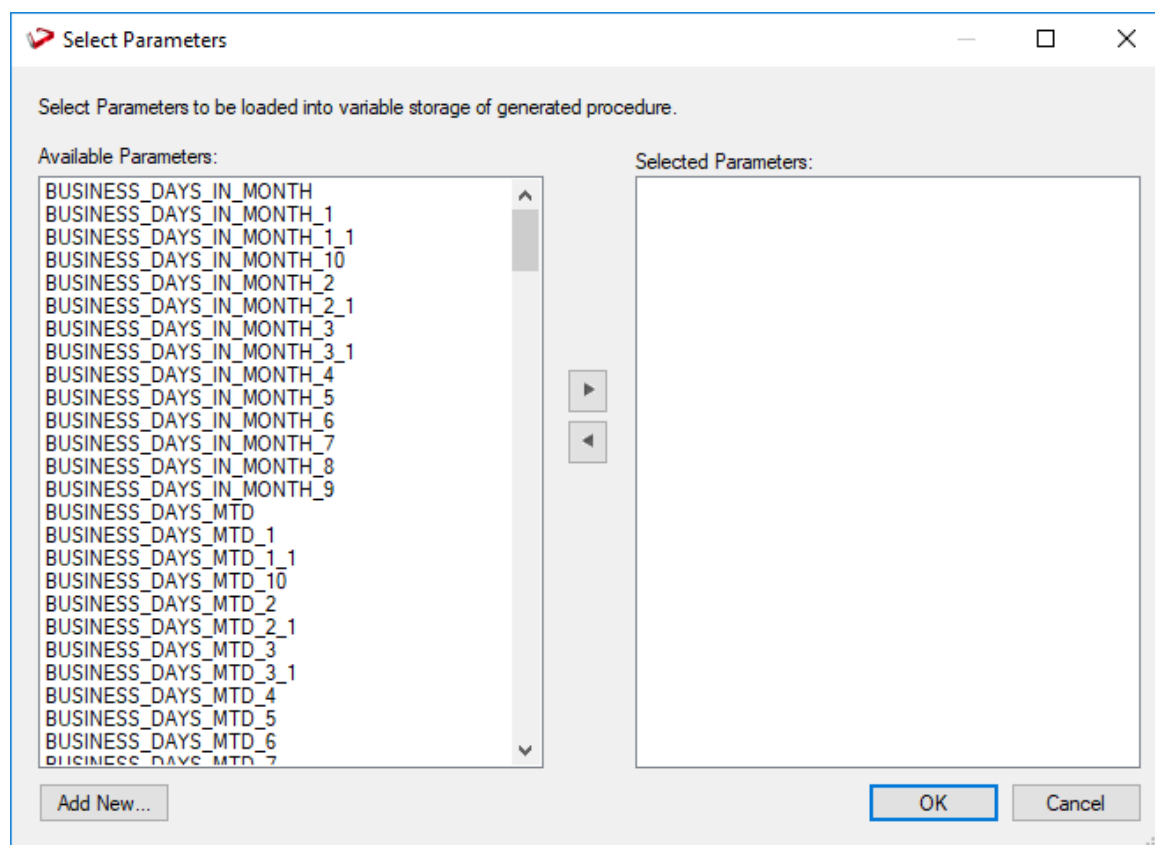 Select Parameters
Select Parameters to be loaded into variable storage of generated procedure.
Available Parameters:
BUSINESS_DAYS_IN_MONTH
BUSINESS_DAYS_IN_MONTH_1
BUSINESS_DAYS_IN_MONTH_1_1
BUSINESS_DAYS_IN_MONTH_10
BUSINESS_DAYS_IN_MONTH_2
BUSINESS_DAYS_IN_MONTH_2_1
BUSINESS_DAYS_IN_MONTH_3
BUSINESS_DAYS_IN_MONTH_3_1
BUSINESS_DAYS_IN_MONTH_4
BUSINESS_DAYS_IN_MONTH_5
BUSINESS_DAYS_IN_MONTH_6
BUSINESS_DAYS_IN_MONTH_7
BUSINESS_DAYS_IN_MONTH_8
BUSINESS_DAYS_IN_MONTH_9
BUSINESS_DAYS_MTD
BUSINESS_DAYS_MTD_1
BUSINESS_DAYS_MTD_1_1
BUSINESS_DAYS_MTD_10
BUSINESS_DAYS_MTD_2
BUSINESS_DAYS_MTD_2_1
BUSINESS_DAYS_MTD_3
BUSINESS_DAYS_MTD_3_1
BUSINESS_DAYS_MTD_4
BUSINESS_DAYS_MTD_5
BUSINESS_DAYS_MTD_6
BUSINESS_DAYS_MTD_7
Selected Parameters:
Add New...
OK
Cancel